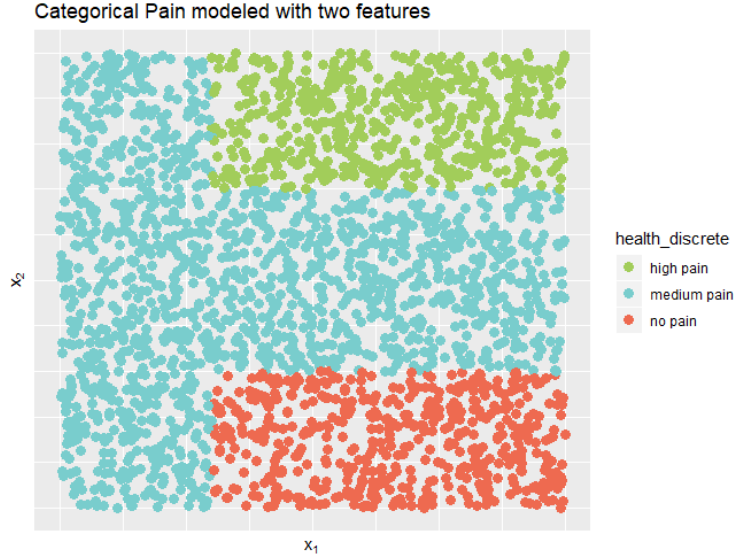 Categorical Pain modeled with two features
x₂
health_discrete
high pain
medium pain
no pain
x₁